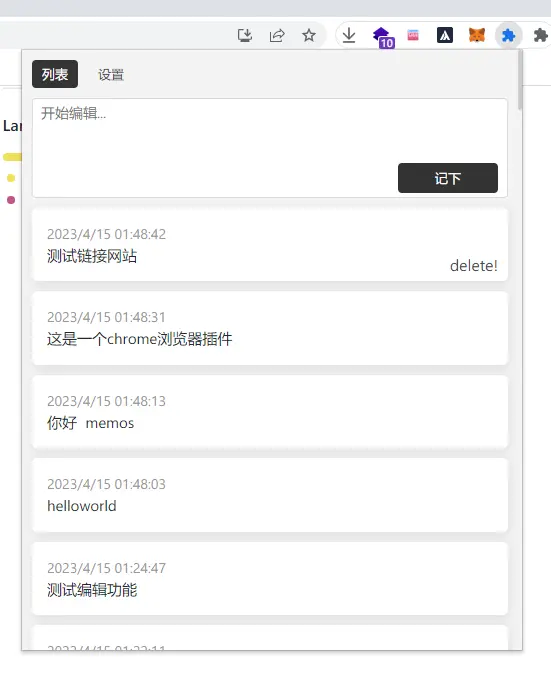 10
列表 设置
Lar
开始编辑...
记下
2023/4/15 01:48:42
测试链接网站
delete!
2023/4/15 01:48:31
这是一个chrome浏览器插件
2023/4/15 01:48:13
你好 memos
2023/4/15 01:48:03
helloworld
2023/4/15 01:24:47
测试编辑功能